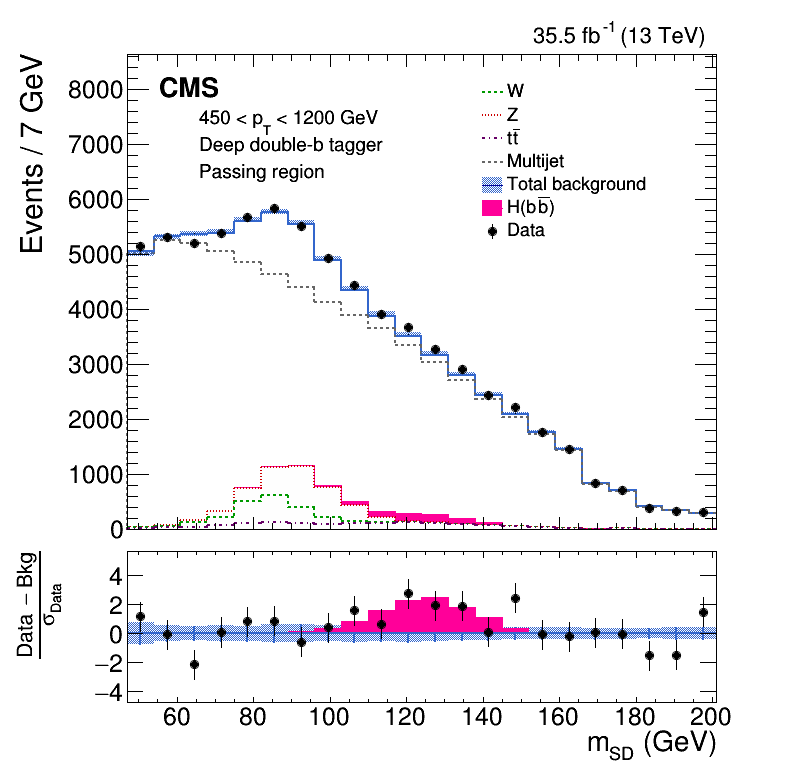 35.5 fb⁻¹ (13 TeV)
Events / 7 GeV
CMS
450 < p_T < 1200 GeV
Deep double-b tagger
Passing region
W
Z
tt̅
Multijet
Total background
H(bb̅)
Data
8000
7000
6000
5000
4000
3000
2000
1000
0
Data − Bkg
σ_Data
4
2
0
−2
−4
60 80 100 120 140 160 180 200
m_SD (GeV)